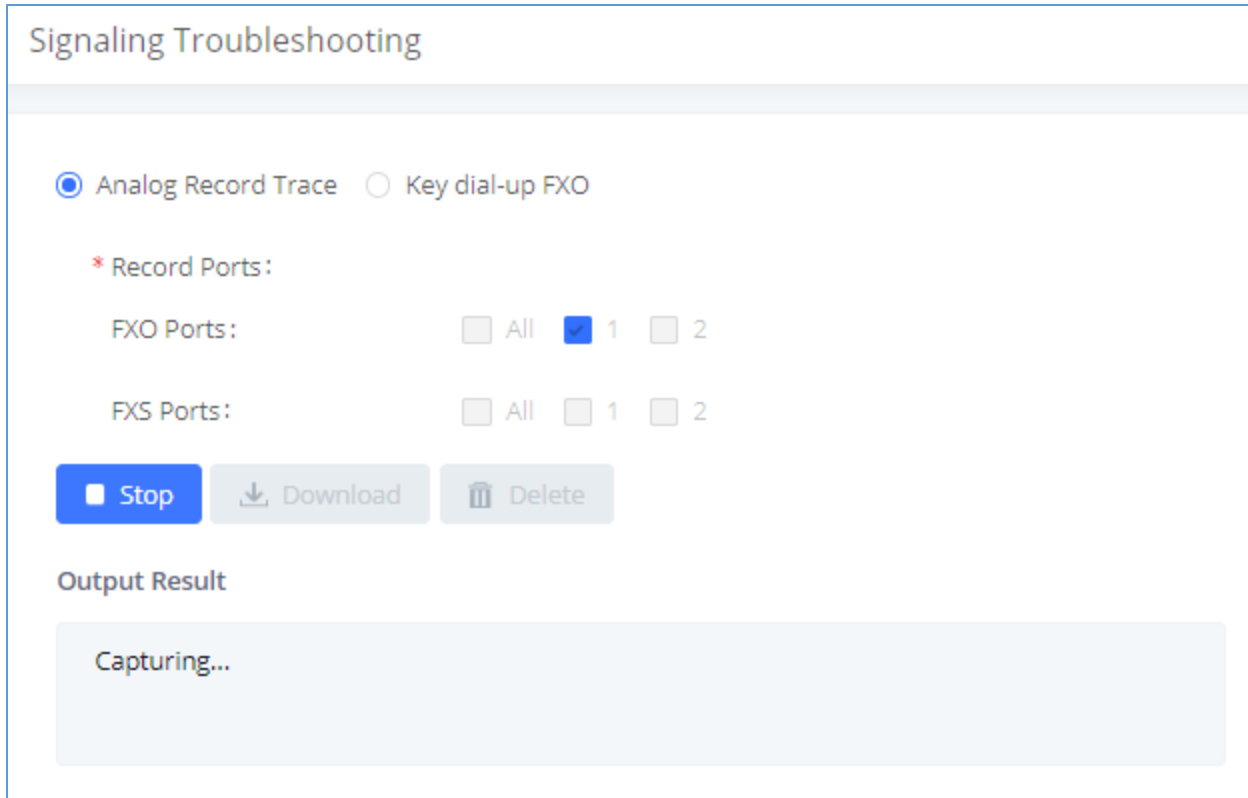 Signaling Troubleshooting
Analog Record Trace Key dial-up FXO
* Record Ports:
FXO Ports: All 1 2
FXS Ports: All 1 2
Stop Download Delete
Output Result
Capturing...